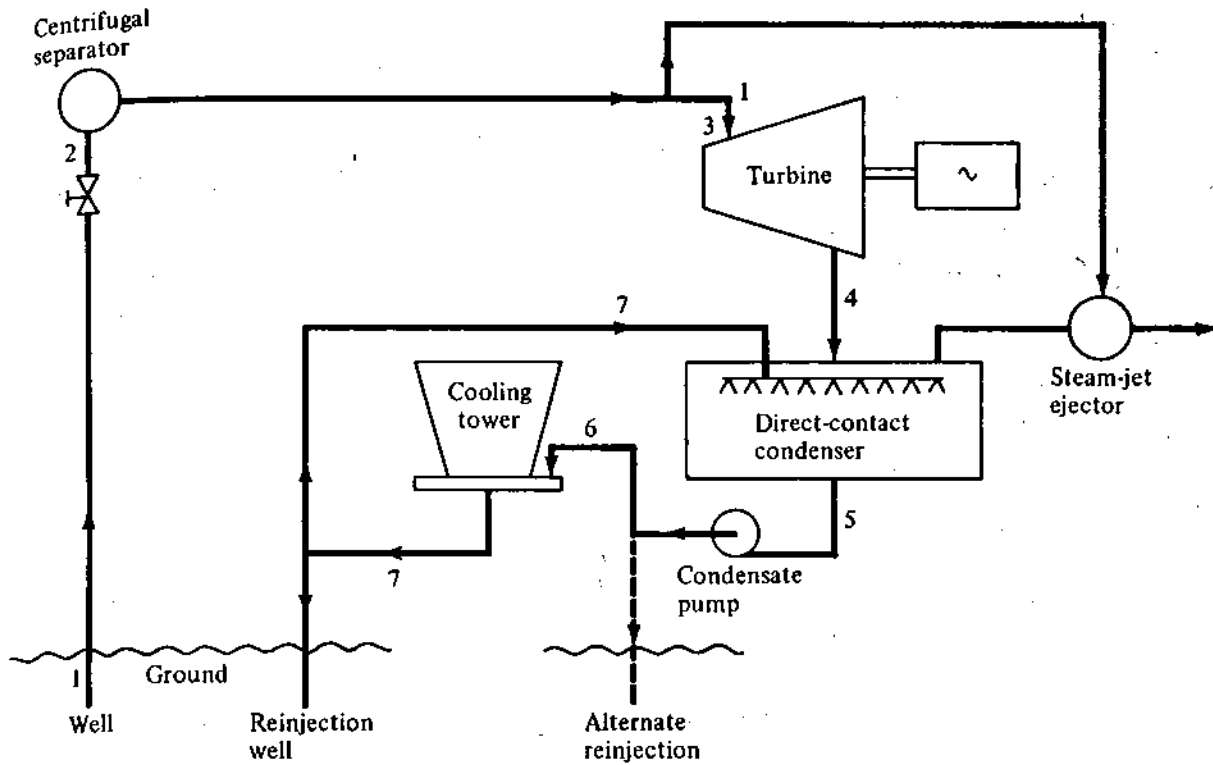 Centrifugal
separator
1
3
2
Turbine
~
4
7
Steam-jet
ejector
Cooling
tower
Direct-contact
condenser
6
5
7
Condensate
pump
Ground
1
Well
Reinjection
well
Alternate
reinjection